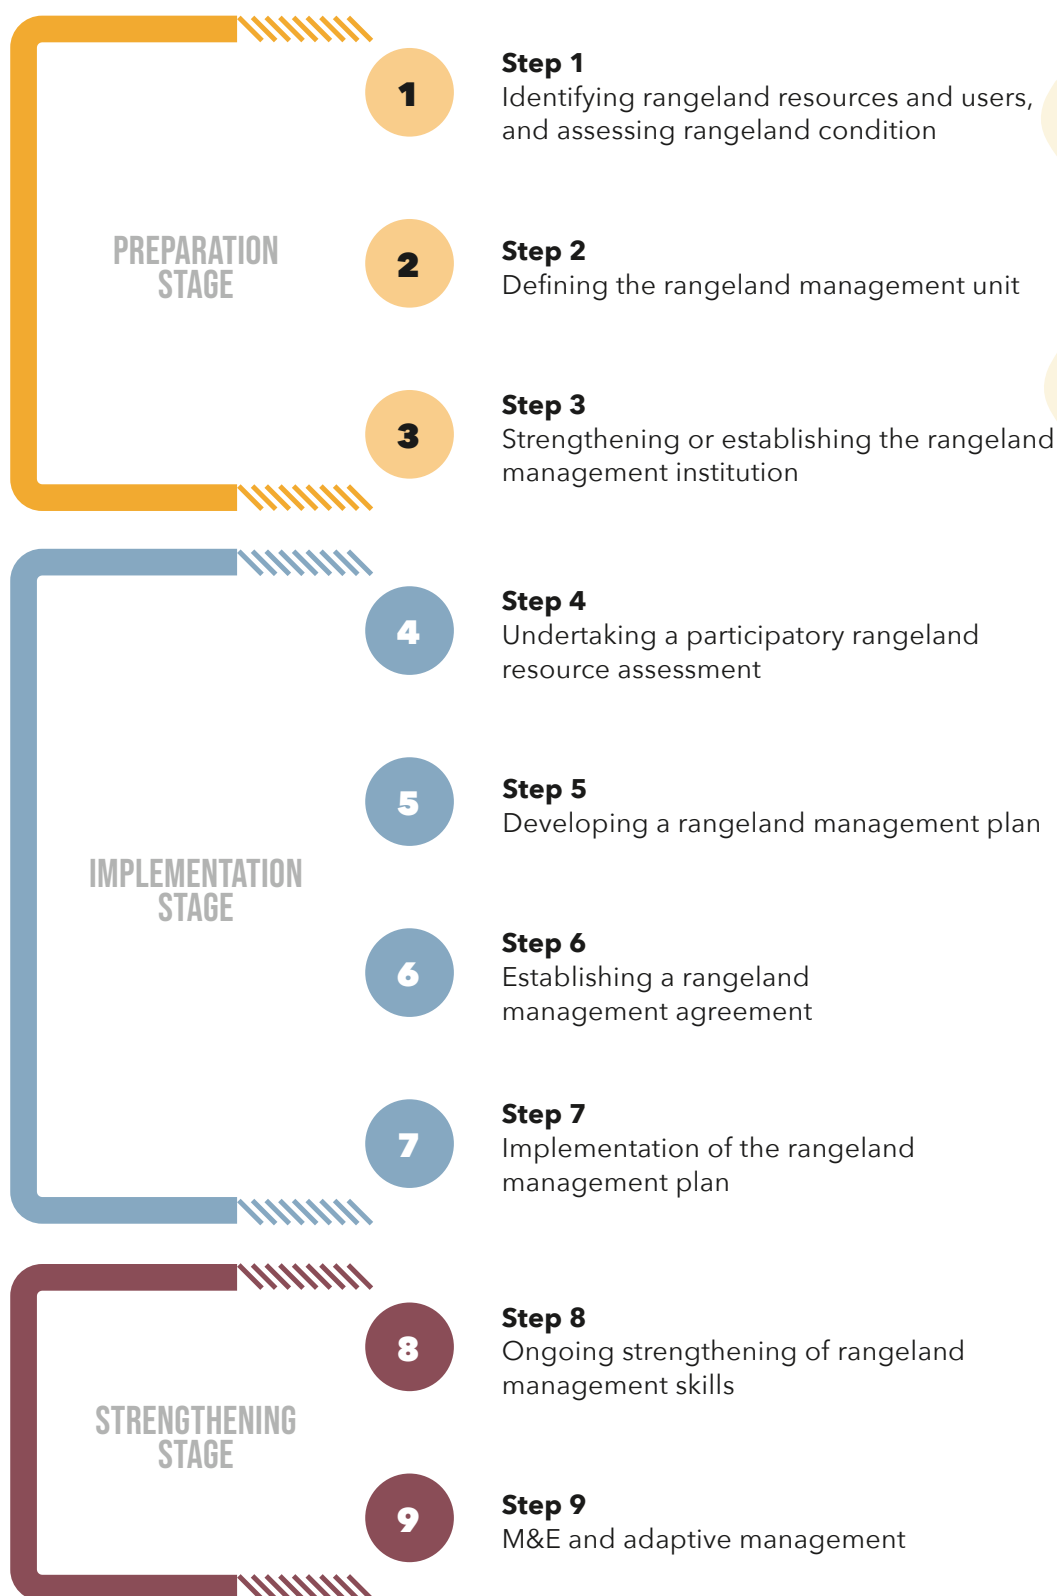 PREPARATION
STAGE
1
Step 1
Identifying rangeland resources and users,
and assessing rangeland condition
2
Step 2
Defining the rangeland management unit
3
Step 3
Strengthening or establishing the rangeland
management institution
IMPLEMENTATION
STAGE
4
Step 4
Undertaking a participatory rangeland
resource assessment
5
Step 5
Developing a rangeland management plan
6
Step 6
Establishing a rangeland
management agreement
7
Step 7
Implementation of the rangeland
management plan
STRENGTHENING
STAGE
8
Step 8
Ongoing strengthening of rangeland
management skills
9
Step 9
M&E and adaptive management